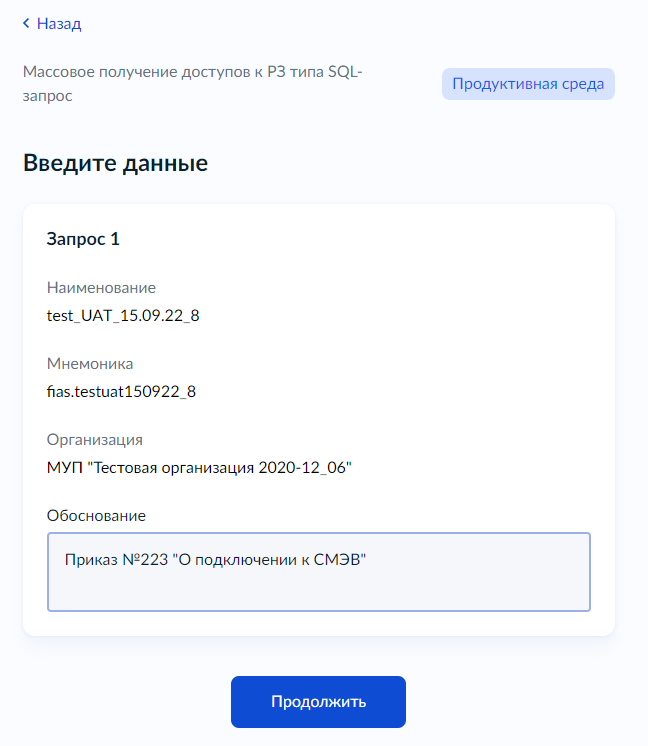 Назад
Массовое получение доступов к РЗ типа SQL-
запрос
Продуктивная среда
Введите данные
Запрос 1
Наименование
test_UAT_15.09.22_8
Мнемоника
fias.testuat150922_8
Организация
МУП "Тестовая организация 2020-12_06"
Обоснование
Приказ №223 "О подключении к СМЭВ"
Продолжить